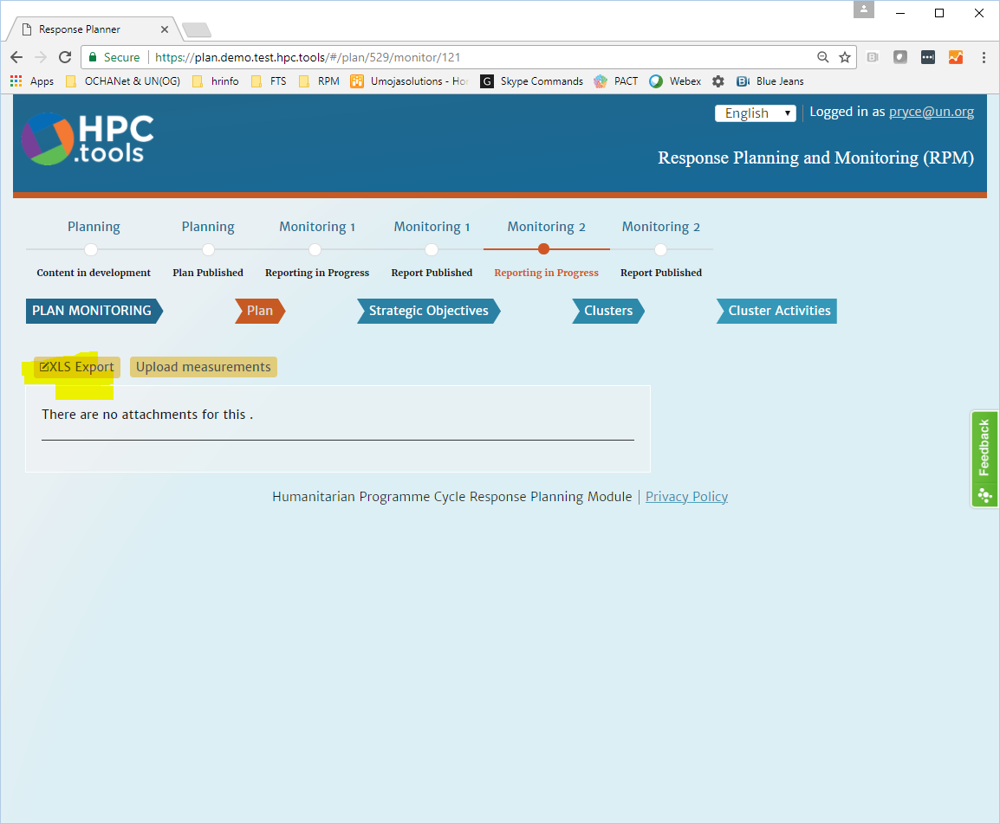 Response Planner
Secure https://plan.demo.test.hpc.tools/#/plan/529/monitor/121
Apps OCHANet & UN(OG) hrinfo FTS RPM Umojasolutions - Hor G Skype Commands PACT Webex Bi Blue Jeans
English Logged in as pryce@un.org
HPC
.tools
Response Planning and Monitoring (RPM)
Planning Planning Monitoring 1 Monitoring 1 Monitoring 2 Monitoring 2
Content in development Plan Published Reporting in Progress Report Published Reporting in Progress Report Published
PLAN MONITORING Plan Strategic Objectives Clusters Cluster Activities
XLS Export Upload measurements
There are no attachments for this .
Feedback
Humanitarian Programme Cycle Response Planning Module | Privacy Policy